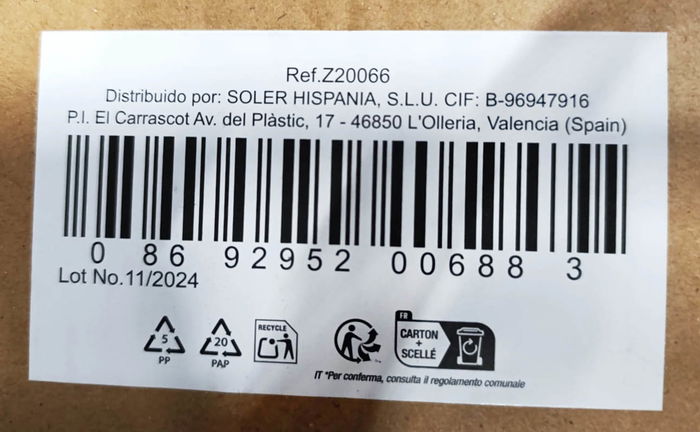 Ref.Z20066
Distribuido por: SOLER HISPANIA, S.L.U. CIF: B-96947916
P.I. El Carrascot Av. del Plàstic, 17 - 46850 L'Olleria, Valencia (Spain)
0 86 92952 00688 3
Lot No.11/2024
5
PP
20
PAP
RECYCLE
FR
CARTON
+
SCELLÉ
IT *Per conferma, consulta il regolamento comunale